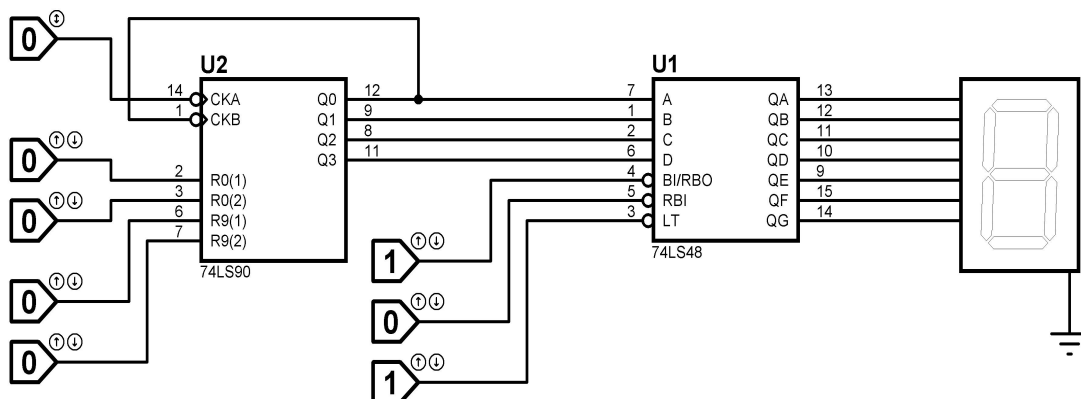 0
U2
U1
14 CKA Q0 12 7 A QA 13
1 CKB Q1 9 1 B QB 12
Q2 8 2 C QC 11
Q3 11 6 D QD 10
0
4 BI/RBO QE 9
2 R0(1) 5 RBI QF 15
3 R0(2) 3 LT QG 14
0
6 R9(1)
7 R9(2)
74LS90
74LS48
1
0
0
0
1